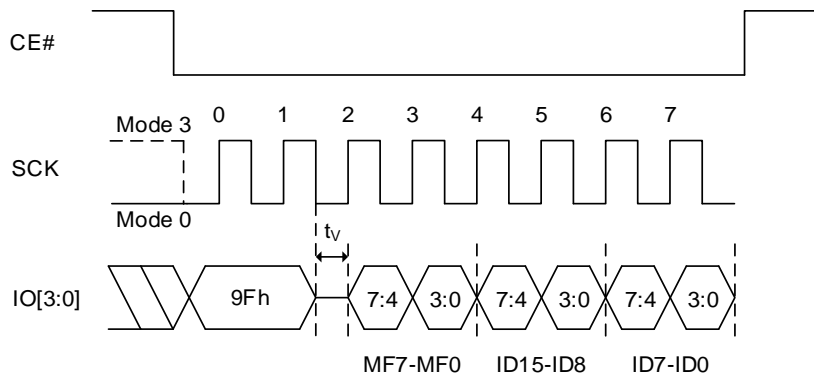 CE#
0 1 2 3 4 5 6 7
Mode 3
SCK
Mode 0
tV
IO[3:0]
9Fh 7:4 3:0 7:4 3:0 7:4 3:0
MF7-MF0 ID15-ID8 ID7-ID0